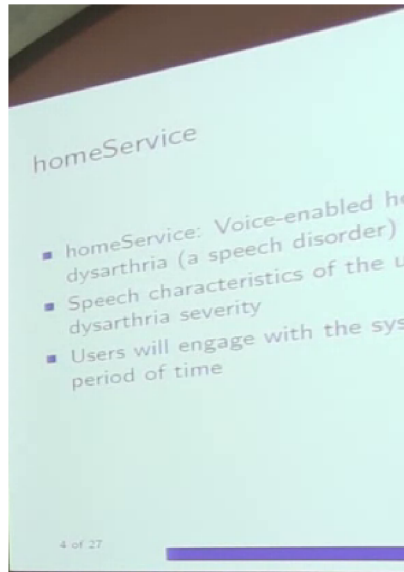 homeService
homeService: Voice-enabled
dysarthria (a speech disorder)
Speech characteristics of the
dysarthria severity
Users will engage with the
period of time
4 of 27